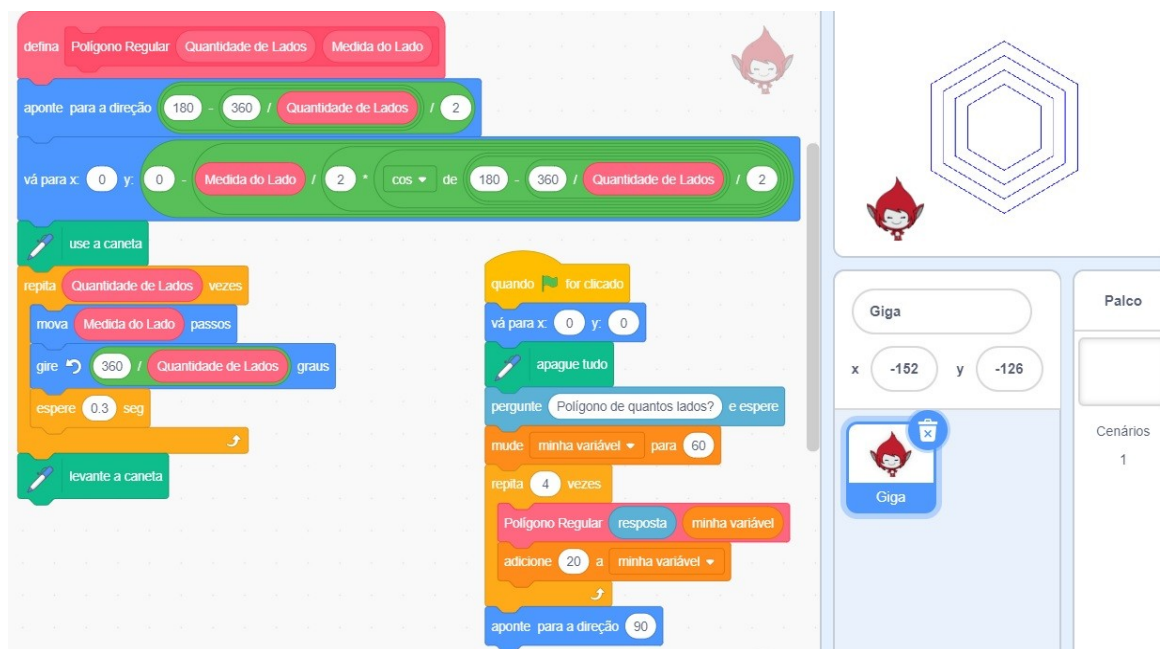 defina Polígono Regular Quantidade de Lados Medida do Lado
aponte para a direção 180 - 360 / Quantidade de Lados / 2
vá para x: 0 y: 0 - Medida do Lado / 2 * cos de 180 - 360 / Quantidade de Lados / 2
use a caneta
repita Quantidade de Lados vezes
mova Medida do Lado passos
gire 360 / Quantidade de Lados graus
espere 0.3 seg
levante a caneta
quando for clicado
vá para x: 0 y: 0
apague tudo
pergunte Polígono de quantos lados? e espere
mude minha variável para 60
repita 4 vezes
Polígono Regular resposta minha variável
adicione 20 a minha variável
aponte para a direção 90
Giga
x -152 y -126
Giga
Palco
Cenários
1